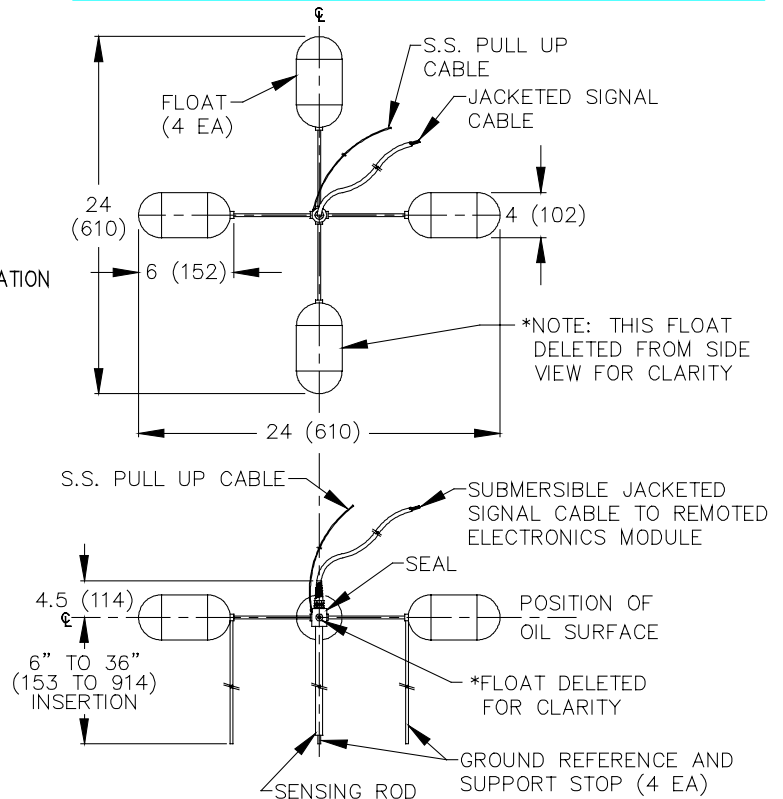 ℄
S.S. PULL UP
CABLE
JACKETED SIGNAL
CABLE
FLOAT
(4 EA)
24
(610)
4 (102)
6 (152)
ATION
*NOTE: THIS FLOAT
DELETED FROM SIDE
VIEW FOR CLARITY
24 (610)
S.S. PULL UP CABLE
SUBMERSIBLE JACKETED
SIGNAL CABLE TO REMOTED
ELECTRONICS MODULE
SEAL
4.5 (114)
℄
POSITION OF
OIL SURFACE
6” TO 36”
(153 TO 914)
INSERTION
*FLOAT DELETED
FOR CLARITY
GROUND REFERENCE AND
SUPPORT STOP (4 EA)
SENSING ROD